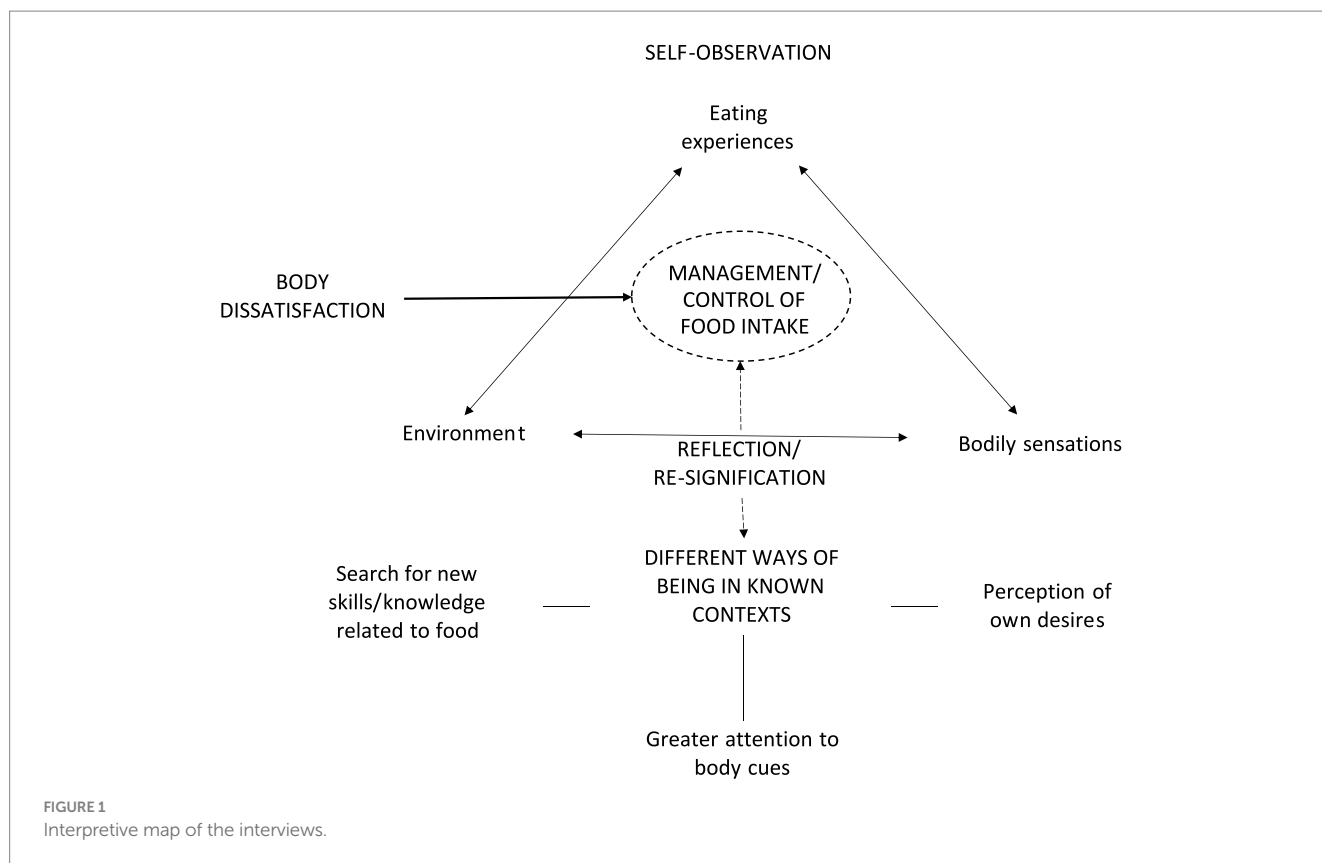 SELF-OBSERVATION
Eating
experiences
BODY
DISSATISFACTION
MANAGEMENT/
CONTROL OF
FOOD INTAKE
Environment
Bodily sensations
REFLECTION/
RE-SIGNIFICATION
DIFFERENT WAYS OF
BEING IN KNOWN
CONTEXTS
Search for new
skills/knowledge
related to food
Perception of
own desires
Greater attention to
body cues
FIGURE 1
Interpretive map of the interviews.